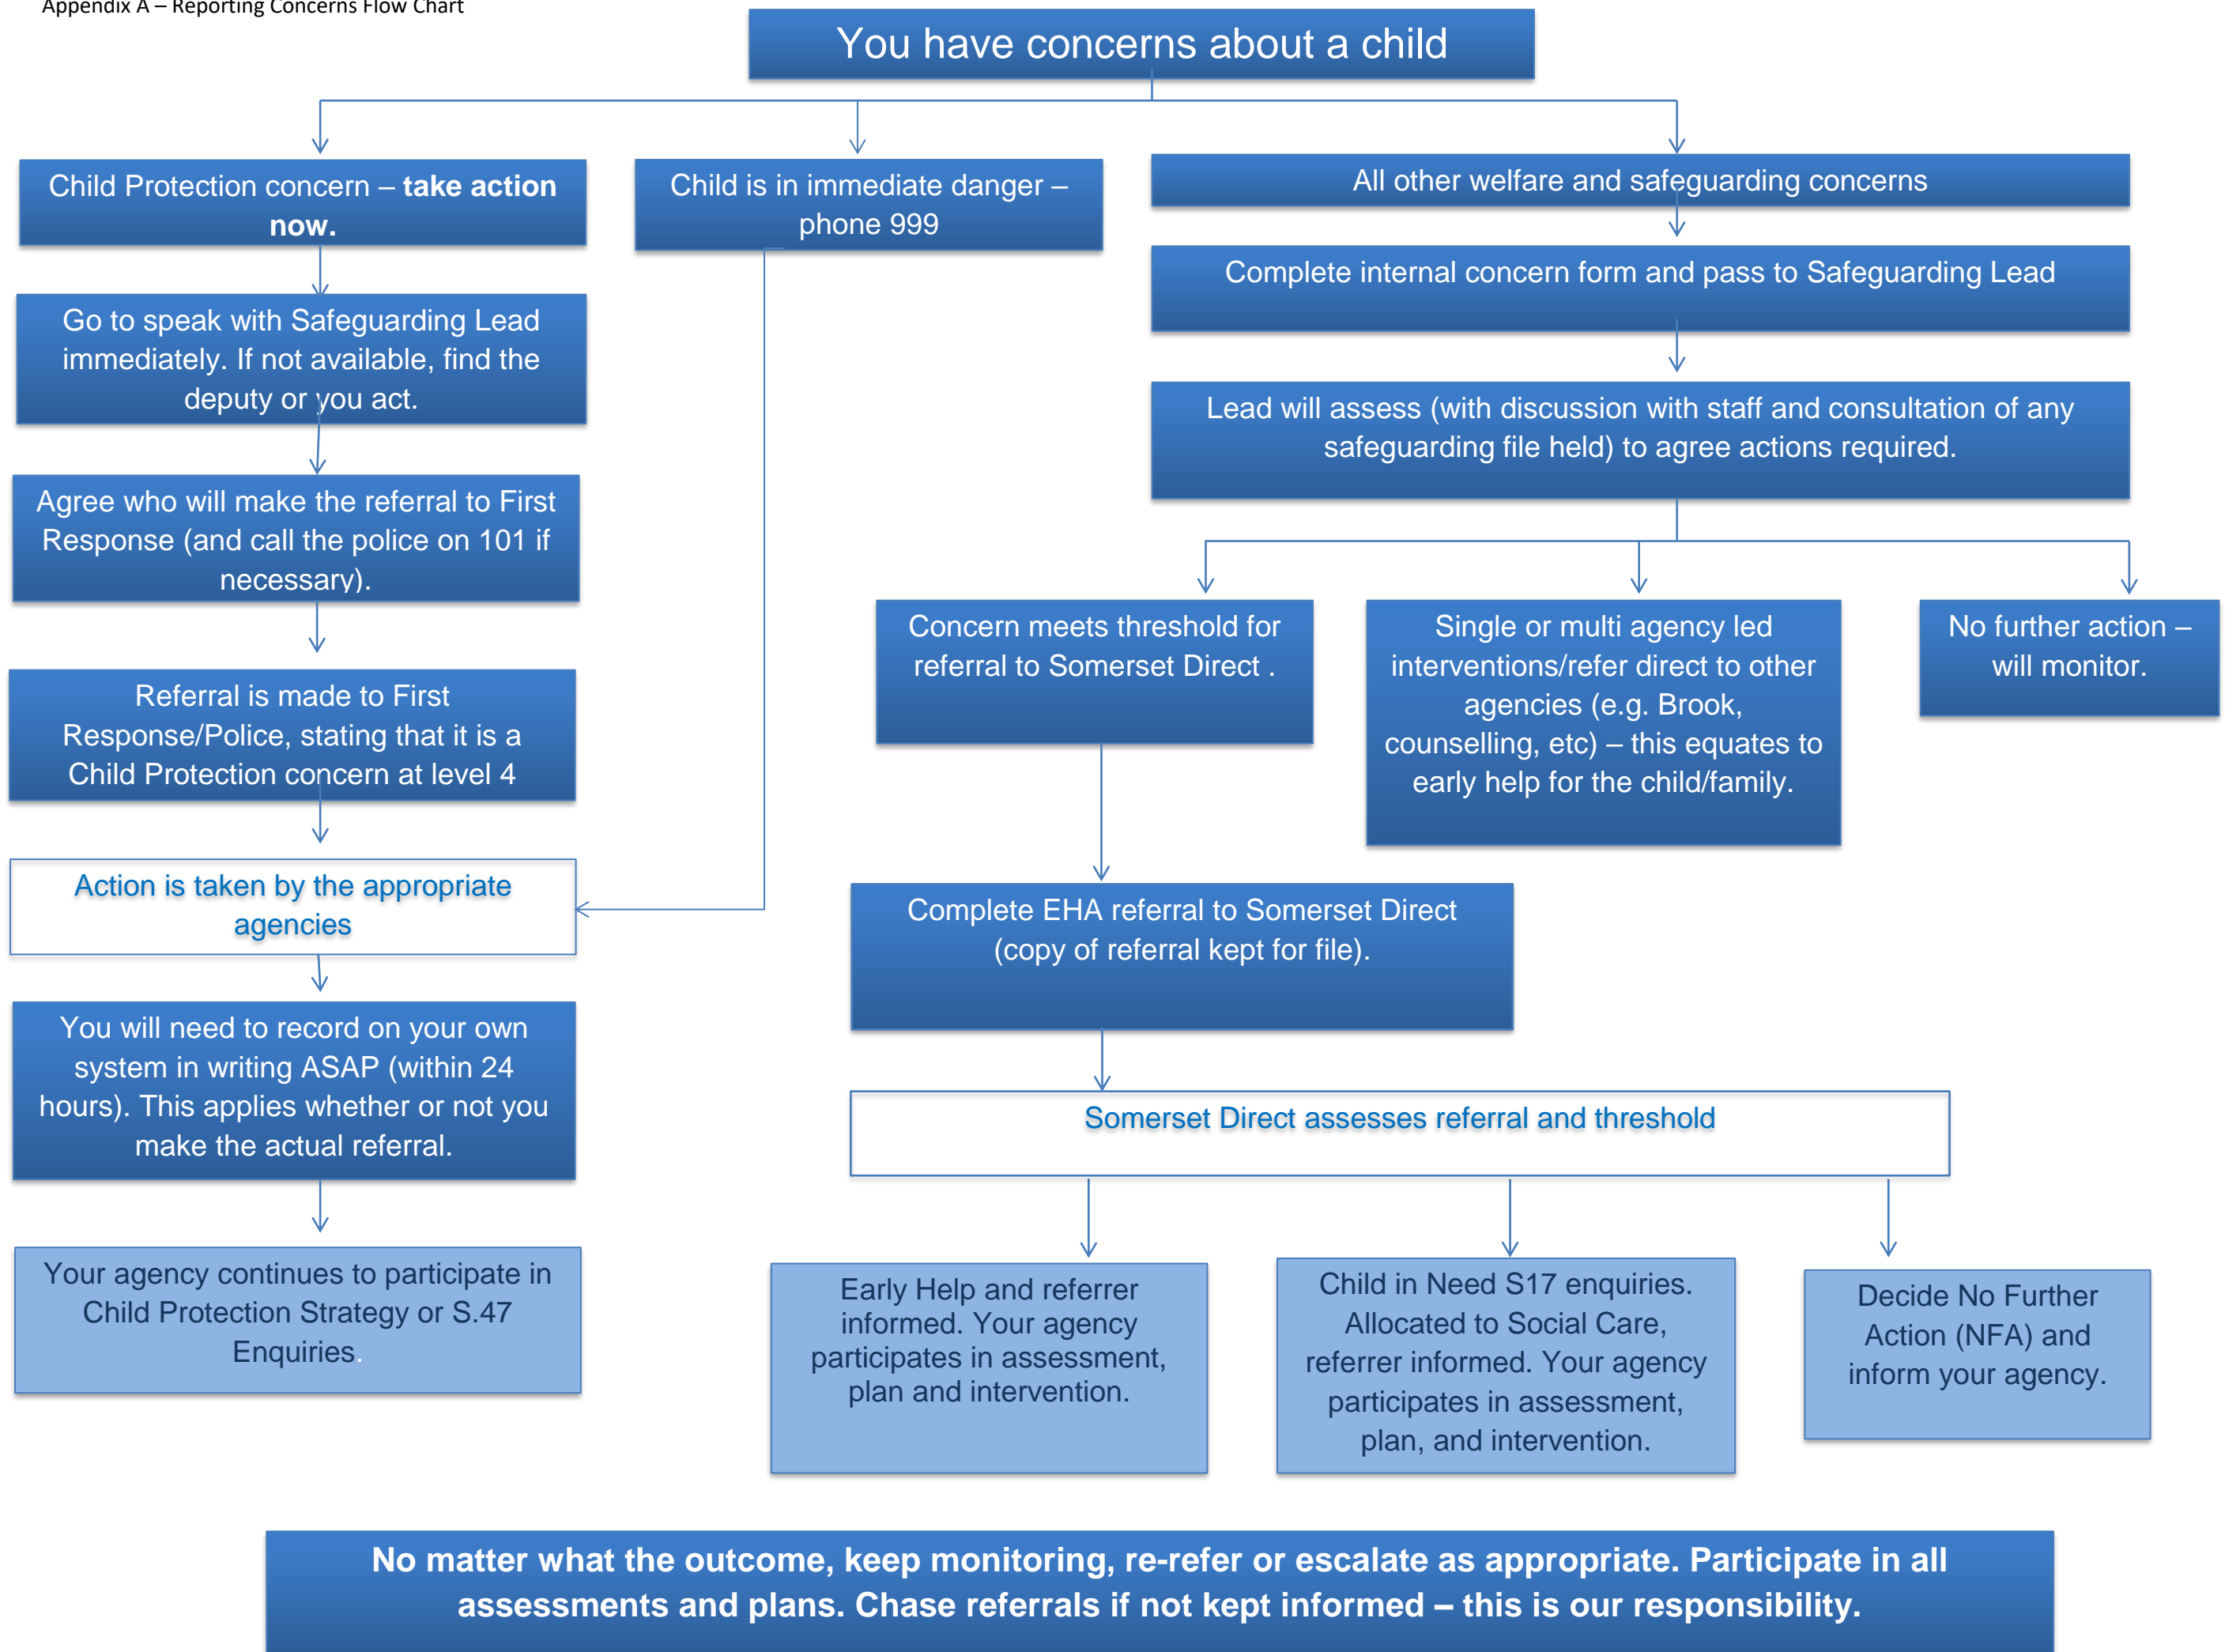 Appendix A – Reporting Concerns Flow Chart
You have concerns about a child
Child Protection concern – take action
now.
Child is in immediate danger –
phone 999
All other welfare and safeguarding concerns
Go to speak with Safeguarding Lead
immediately. If not available, find the
deputy or you act.
Complete internal concern form and pass to Safeguarding Lead
Lead will assess (with discussion with staff and consultation of any
safeguarding file held) to agree actions required.
Agree who will make the referral to First
Response (and call the police on 101 if
necessary).
Referral is made to First
Response/Police, stating that it is a
Child Protection concern at level 4
Concern meets threshold for
referral to Somerset Direct .
Single or multi agency led
interventions/refer direct to other
agencies (e.g. Brook,
counselling, etc) – this equates to
early help for the child/family.
No further action –
will monitor.
Action is taken by the appropriate
agencies
Complete EHA referral to Somerset Direct
(copy of referral kept for file).
You will need to record on your own
system in writing ASAP (within 24
hours). This applies whether or not you
make the actual referral.
Somerset Direct assesses referral and threshold
Your agency continues to participate in
Child Protection Strategy or S.47
Enquiries.
Early Help and referrer
informed. Your agency
participates in assessment,
plan and intervention.
Child in Need S17 enquiries.
Allocated to Social Care,
referrer informed. Your agency
participates in assessment,
plan, and intervention.
Decide No Further
Action (NFA) and
inform your agency.
No matter what the outcome, keep monitoring, re-refer or escalate as appropriate. Participate in all
assessments and plans. Chase referrals if not kept informed – this is our responsibility.